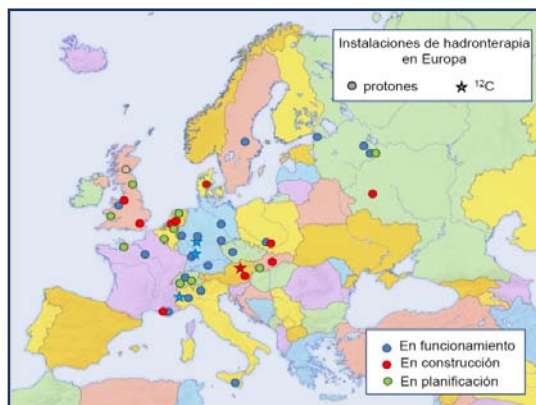 Instalaciones de hadronterapia
en Europa
protones
¹²C
En funcionamiento
En construcción
En planificación